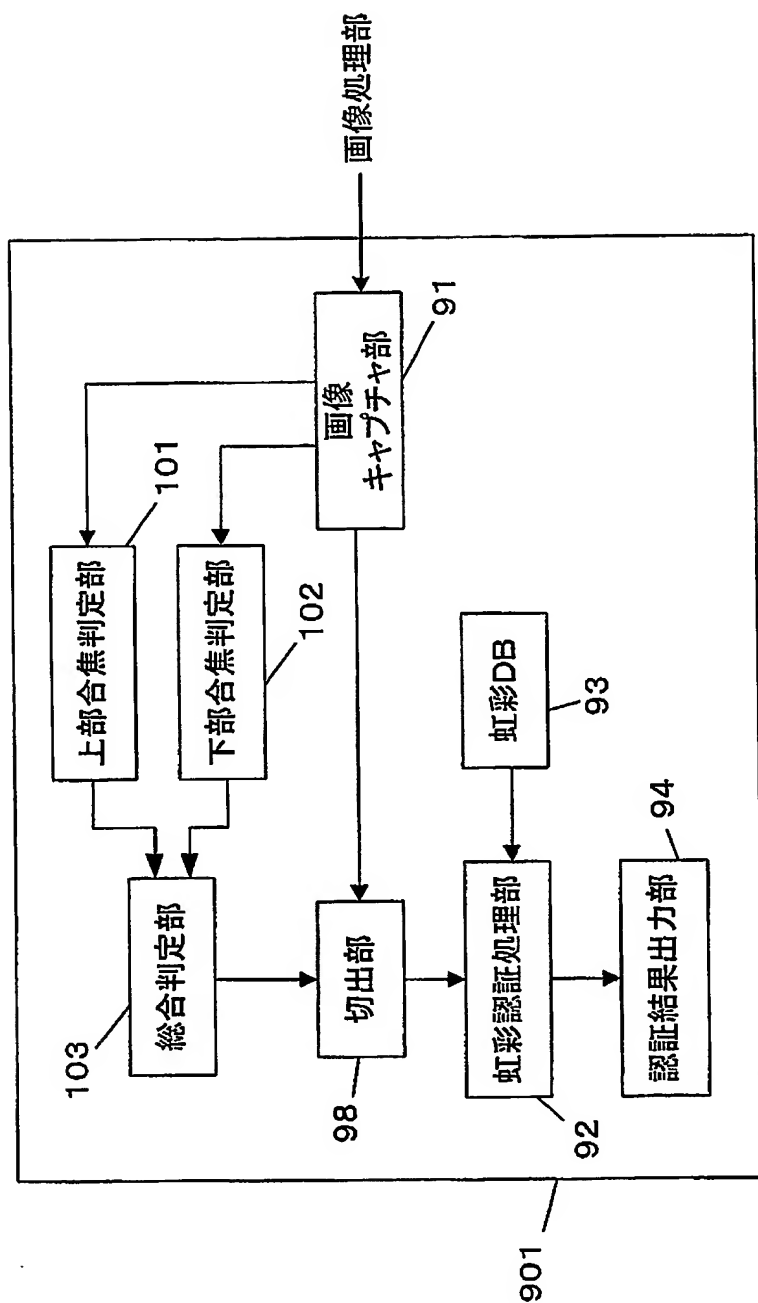 画像処理部
画像
キャプチャ部
91
上部合焦判定部
101
下部合焦判定部
102
総合判定部
103
切出部
98
虹彩DB
93
虹彩認証処理部
92
認証結果出力部
94
901